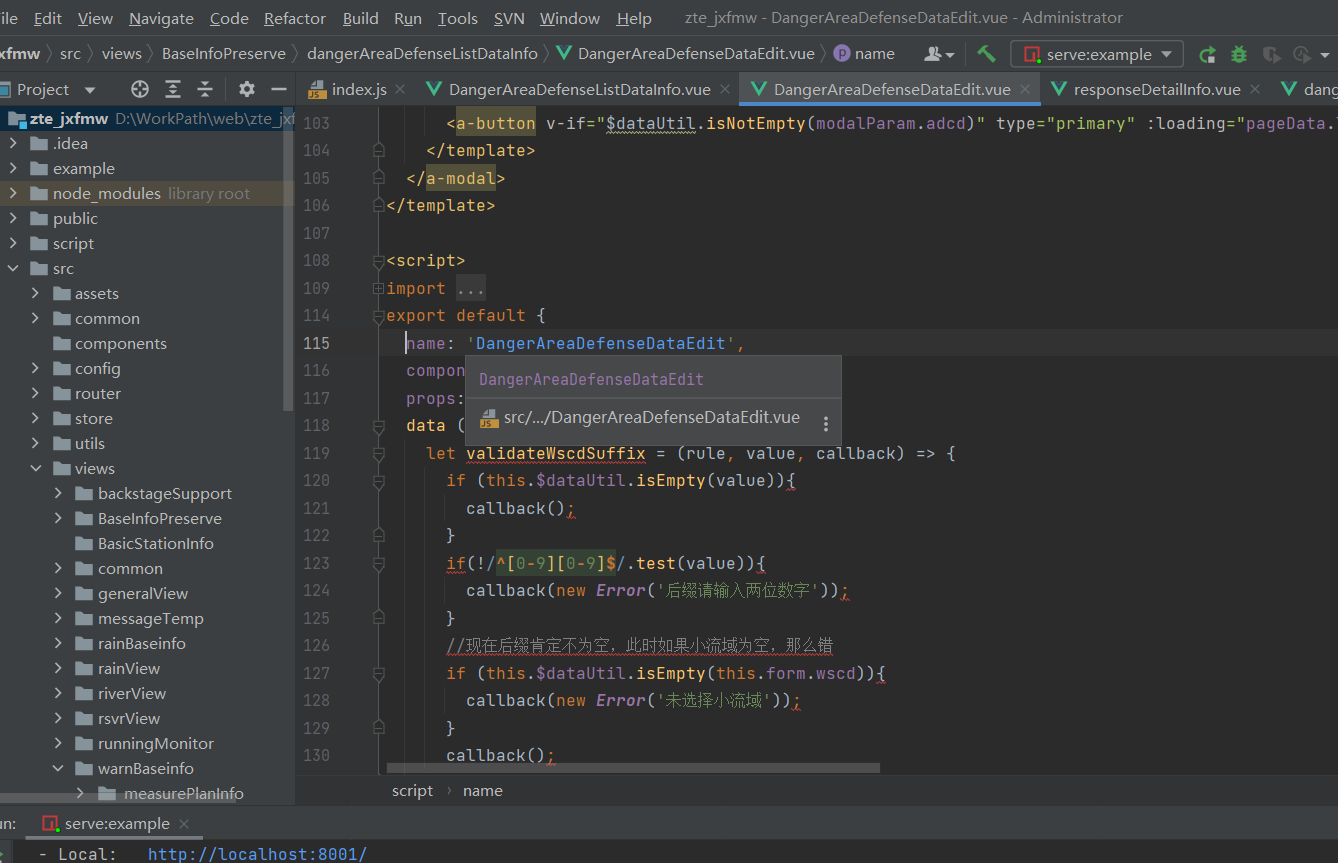 ile Edit View Navigate Code Refactor Build Run Tools SVN Window Help zte_jxfmw - DangerAreaDefenseDataEdit.vue - Administrator
xfmw src views BaseInfoPreserve dangerAreaDefenseListDataInfo DangerAreaDefenseDataEdit.vue p name serve:example
Project
index.js DangerAreaDefenseListDataInfo.vue DangerAreaDefenseDataEdit.vue responseDetailInfo.vue dang
zte_jxfmw D:\WorkPath\web\zte_jxf
.idea
example
node_modules library root
public
script
src
assets
common
components
config
router
store
utils
views
backstageSupport
BaseInfoPreserve
BasicStationInfo
common
generalView
messageTemp
rainBaseinfo
rainView
riverView
rsvrView
runningMonitor
warnBaseinfo
measurePlanInfo
103 <a-button v-if="$dataUtil.isNotEmpty(modalParam.adcd)" type="primary" :loading="pageData.
104 </template>
105 </a-modal>
106 </template>
107
108 <script>
109 import ...
114 export default {
115 name: 'DangerAreaDefenseDataEdit',
116 compon
117 props:
118 data (
DangerAreaDefenseDataEdit
src/.../DangerAreaDefenseDataEdit.vue
119 let validateWscdSuffix = (rule, value, callback) => {
120 if (this.$dataUtil.isEmpty(value)){
121 callback();
122 }
123 if(!/^[0-9][0-9]$/.test(value)){
124 callback(new Error('后缀请输入两位数字'));
125 }
126 //现在后缀肯定不为空，此时如果小流域为空，那么错
127 if (this.$dataUtil.isEmpty(this.form.wscd)){
128 callback(new Error('未选择小流域'));
129 }
130 callback();
script › name
un: serve:example
- Local: http://localhost:8001/